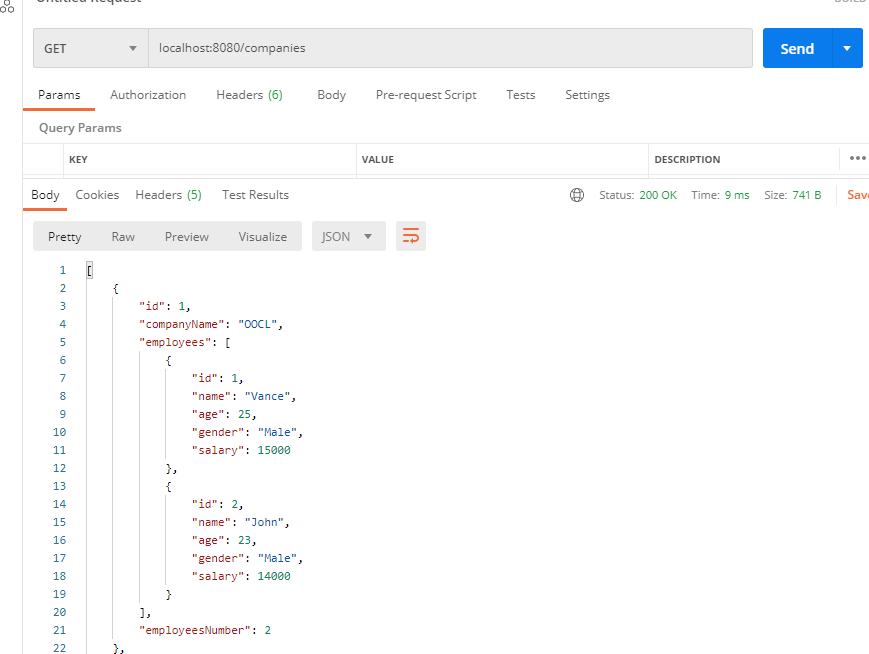 Untitled Request
BUILD
GET localhost:8080/companies Send
Params Authorization Headers (6) Body Pre-request Script Tests Settings
Query Params
KEY VALUE DESCRIPTION •••
Body Cookies Headers (5) Test Results Status: 200 OK Time: 9 ms Size: 741 B Save
Pretty Raw Preview Visualize JSON
1 [
2 {
3 "id": 1,
4 "companyName": "OOCL",
5 "employees": [
6 {
7 "id": 1,
8 "name": "Vance",
9 "age": 25,
10 "gender": "Male",
11 "salary": 15000
12 },
13 {
14 "id": 2,
15 "name": "John",
16 "age": 23,
17 "gender": "Male",
18 "salary": 14000
19 }
20 ],
21 "employeesNumber": 2
22 },